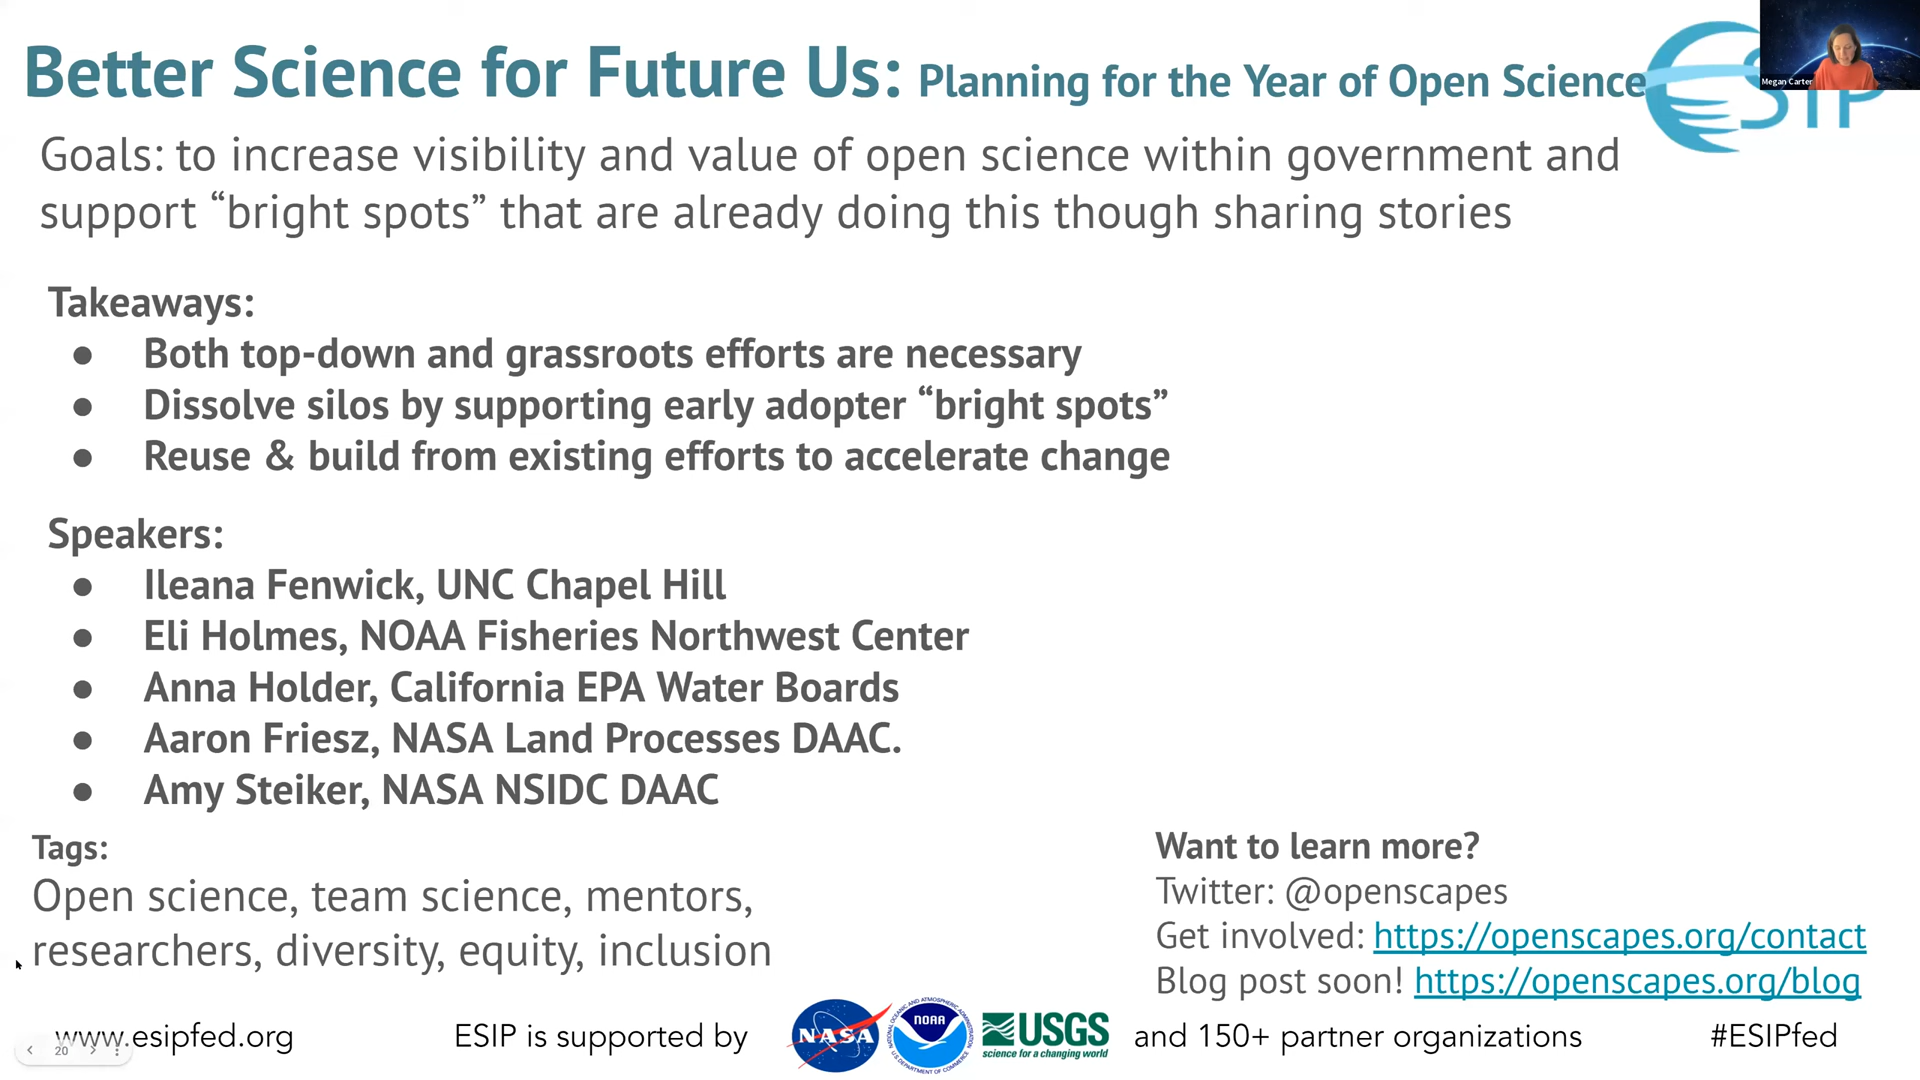 Better Science for Future Us: Planning for the Year of Open Science
ESIP
Megan Carter
Goals: to increase visibility and value of open science within government and
support “bright spots” that are already doing this though sharing stories
Takeaways:
● Both top-down and grassroots efforts are necessary
● Dissolve silos by supporting early adopter “bright spots”
● Reuse & build from existing efforts to accelerate change
Speakers:
● Ileana Fenwick, UNC Chapel Hill
● Eli Holmes, NOAA Fisheries Northwest Center
● Anna Holder, California EPA Water Boards
● Aaron Friesz, NASA Land Processes DAAC.
● Amy Steiker, NASA NSIDC DAAC
Tags:
Open science, team science, mentors,
researchers, diversity, equity, inclusion
Want to learn more?
Twitter: @openscapes
Get involved: https://openscapes.org/contact
Blog post soon! https://openscapes.org/blog
www.esipfed.org
20
ESIP is supported by
NASA
NOAA
USGS
science for a changing world
and 150+ partner organizations
#ESIPfed